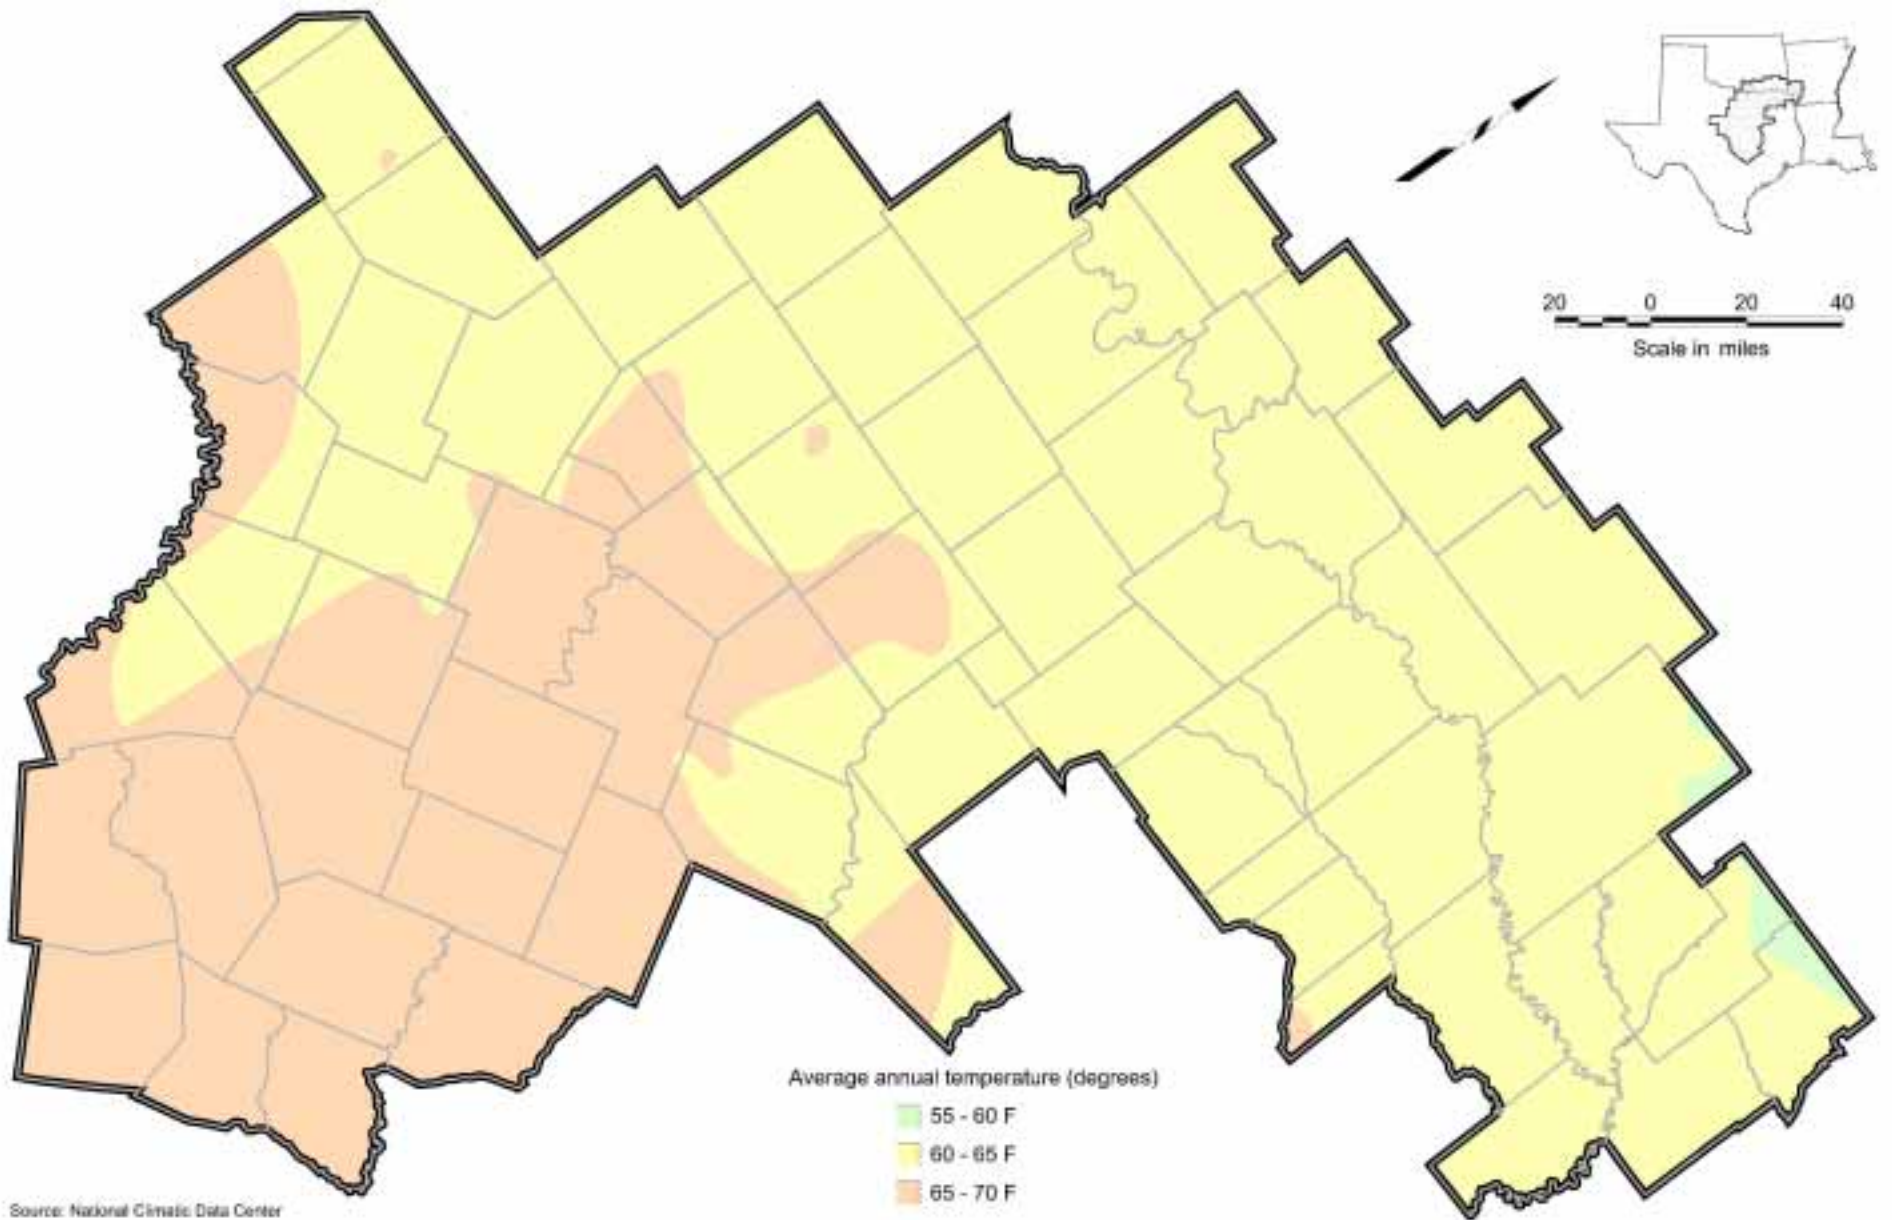 20 0 20 40
Scale in miles
Average annual temperature (degrees)
55 - 60 F
60 - 65 F
65 - 70 F
Source: National Climatic Data Center